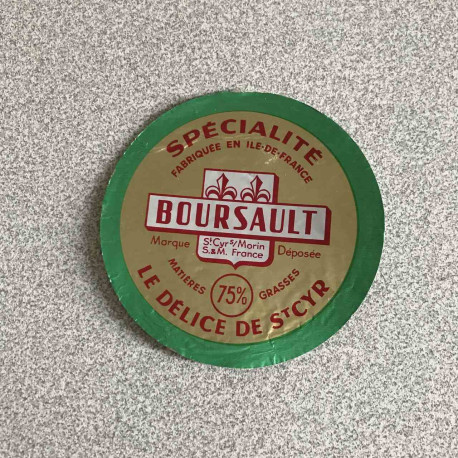 SPÉCIALITÉ
FABRIQUÉE EN ILE-DE-FRANCE
BOURSAULT
Marque St Cyr s/ Morin Déposée
S.&M. France
MATIÈRES 75% GRASSES
LE DÉLICE DE St CYR